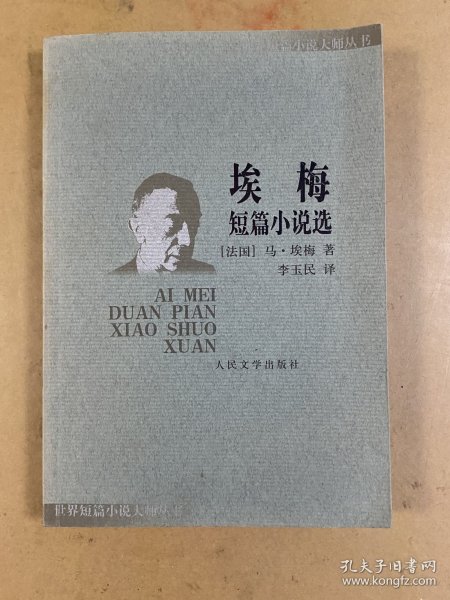 短篇小说大师丛书
埃梅
短篇小说选
[法国] 马·埃梅 著
李玉民 译
AI MEI
DUAN PIAN
XIAO SHUO
XUAN
人民文学出版社
世界短篇小说大师丛书
孔夫子旧书网
www.kongfz.com